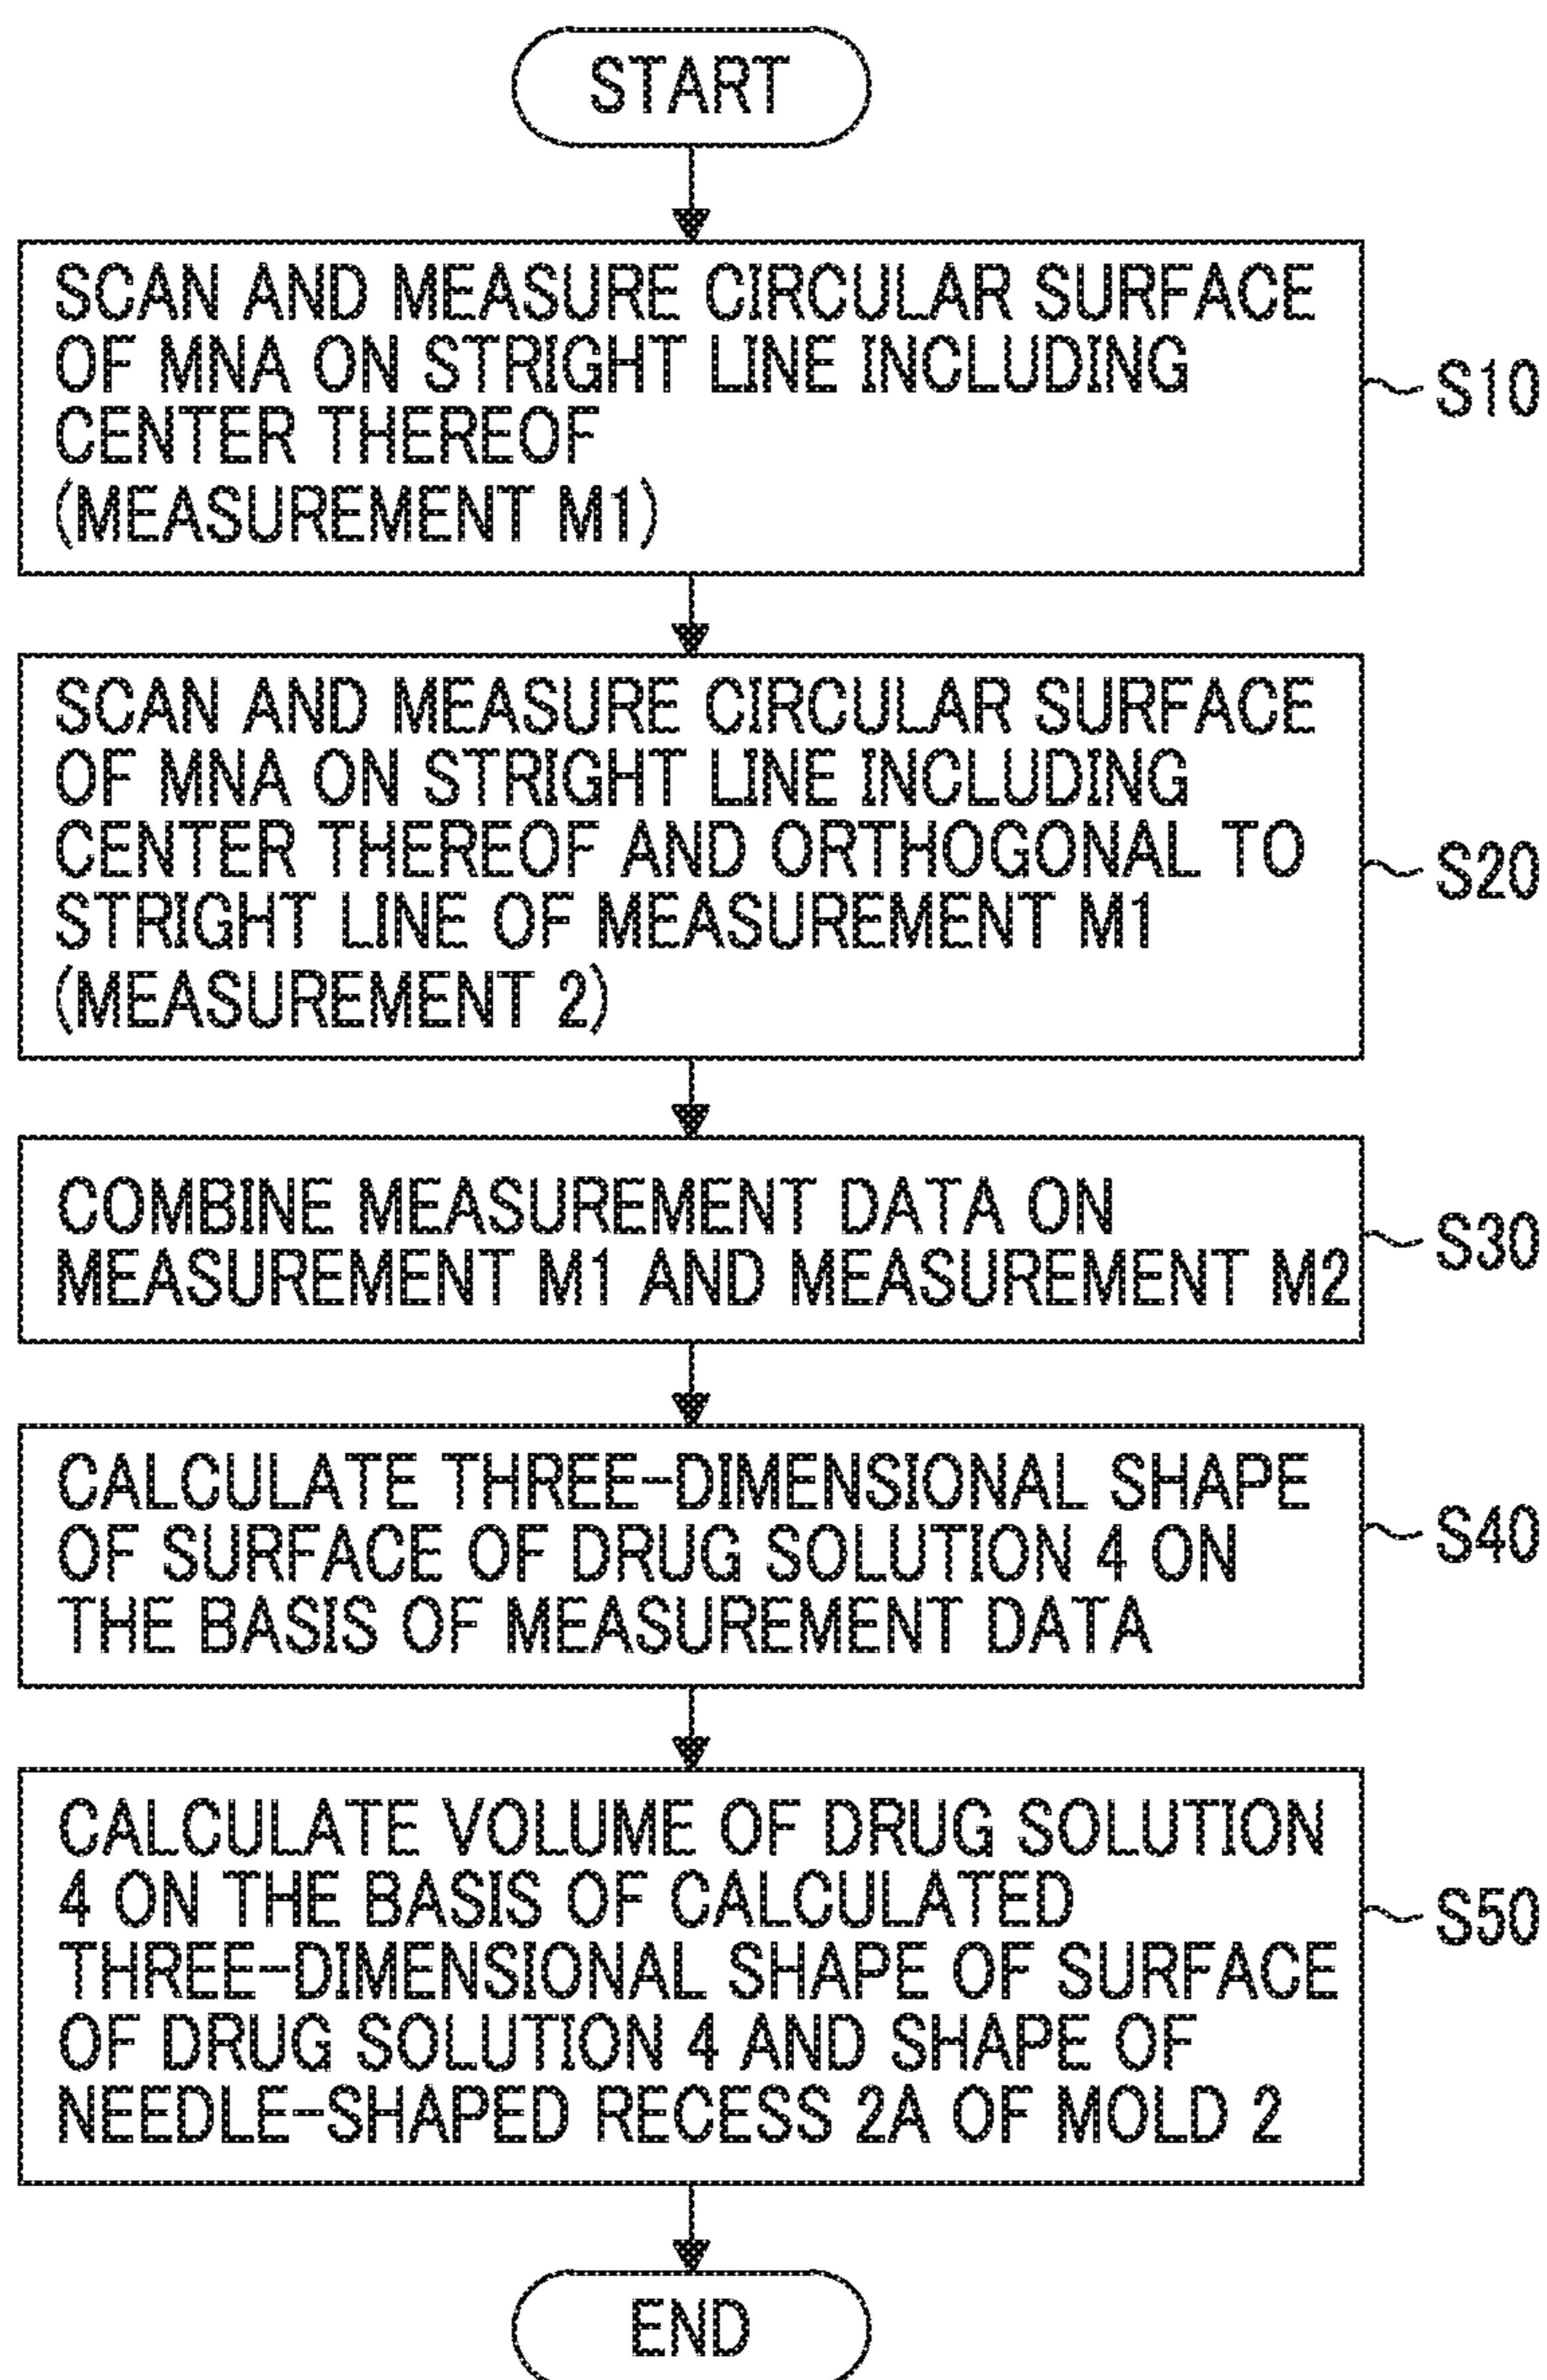 START
SCAN AND MEASURE CIRCULAR SURFACE
OF MNA ON STRIGHT LINE INCLUDING
CENTER THEREOF
(MEASUREMENT M1)
S10
SCAN AND MEASURE CIRCULAR SURFACE
OF MNA ON STRIGHT LINE INCLUDING
CENTER THEREOF AND ORTHOGONAL TO
STRIGHT LINE OF MEASUREMENT M1
(MEASUREMENT 2)
S20
COMBINE MEASUREMENT DATA ON
MEASUREMENT M1 AND MEASUREMENT M2
S30
CALCULATE THREE-DIMENSIONAL SHAPE
OF SURFACE OF DRUG SOLUTION 4 ON
THE BASIS OF MEASUREMENT DATA
S40
CALCULATE VOLUME OF DRUG SOLUTION
4 ON THE BASIS OF CALCULATED
THREE-DIMENSIONAL SHAPE OF SURFACE
OF DRUG SOLUTION 4 AND SHAPE OF
NEEDLE-SHAPED RECESS 2A OF MOLD 2
S50
END